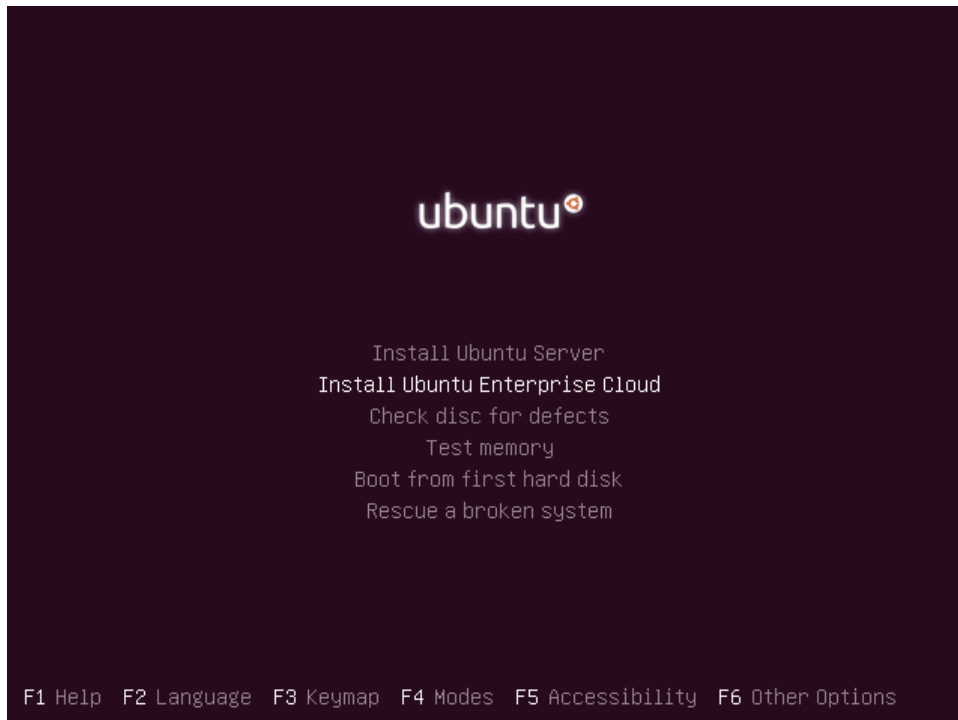 ubuntu
Install Ubuntu Server
Install Ubuntu Enterprise Cloud
Check disc for defects
Test memory
Boot from first hard disk
Rescue a broken system
F1 Help F2 Language F3 Keymap F4 Modes F5 Accessibility F6 Other Options